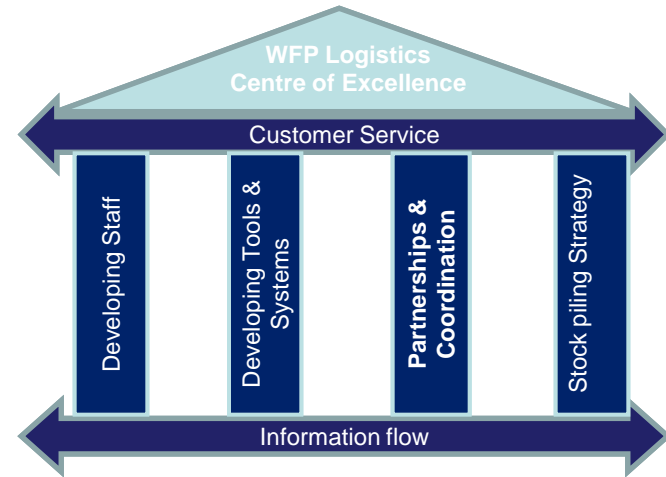 WFP Logistics
Centre of Excellence
Customer Service
Developing Staff
Developing Tools &
Systems
Partnerships &
Coordination
Stock piling Strategy
Information flow